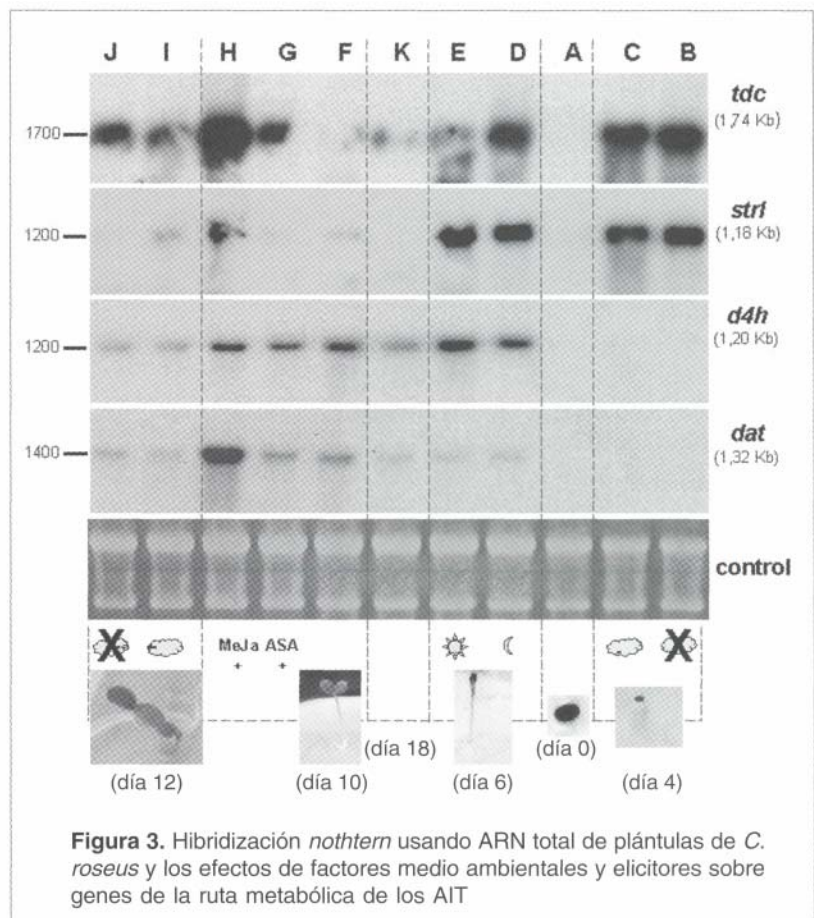 J I H G F K E D A C B
1700
tdc
(1,74 Kb)
1200
strl
(1,16 Kb)
1200
d4h
(1,20 Kb)
1400
dat
(1,32 Kb)
control
MeJa ASA
+ +
(día 12) (día 10) (día 18) (día 6) (día 0) (día 4)
Figura 3. Hibridización nothtern usando ARN total de plántulas de C.
roseus y los efectos de factores medio ambientales y elicitores sobre
genes de la ruta metabólica de los AIT